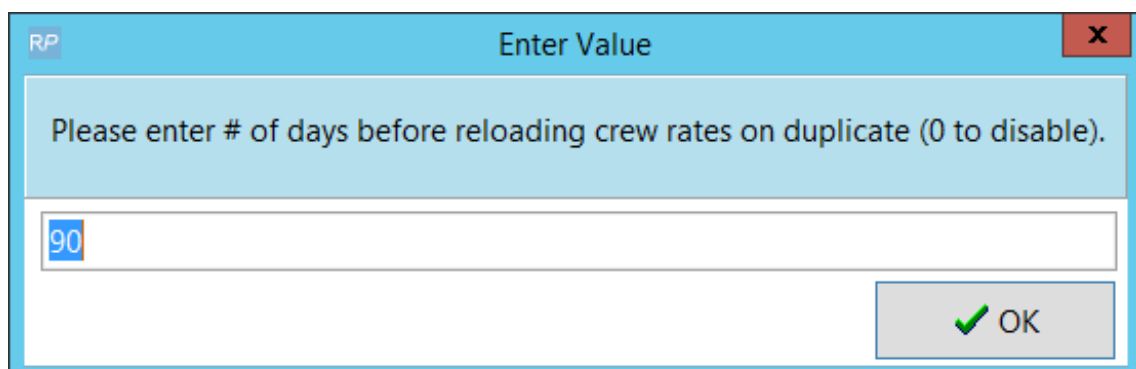 RP
Enter Value
x
Please enter # of days before reloading crew rates on duplicate (0 to disable).
90
OK